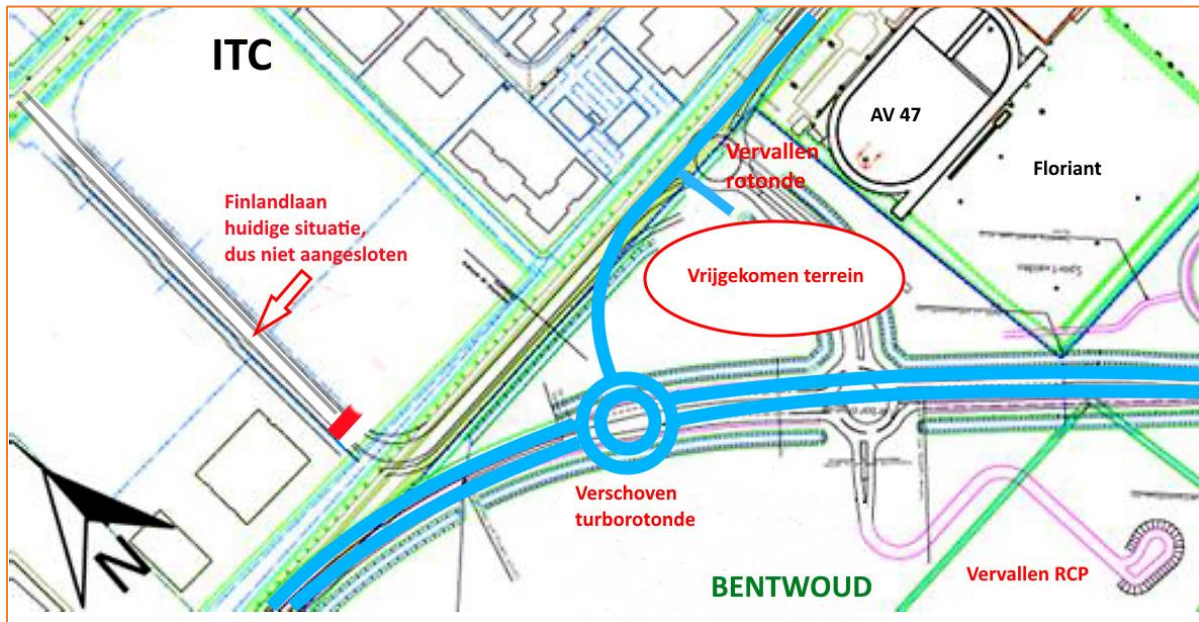 ITC
AV 47
Vervallen
rotonde
Floriant
Finlandlaan
huidige situatie,
dus niet aangesloten
Vrijgekomen terrein
Verschoven
turborotonde
BENTWOUD
Vervallen RCP
N